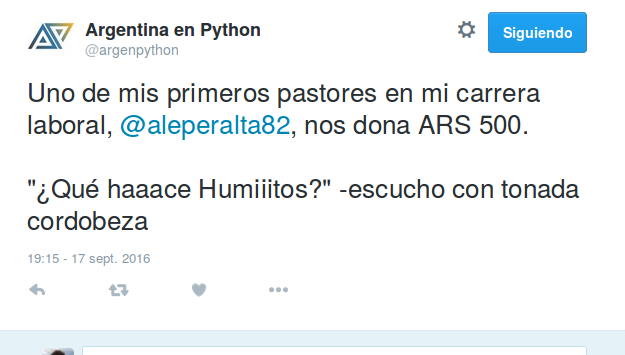 Argentina en Python
@argenpython
Siguiendo
Uno de mis primeros pastores en mi carrera
laboral, @aleperalta82, nos dona ARS 500.
"¿Qué haaace Humiiitos?" -escucho con tonada
cordobeza
19:15 - 17 sept. 2016